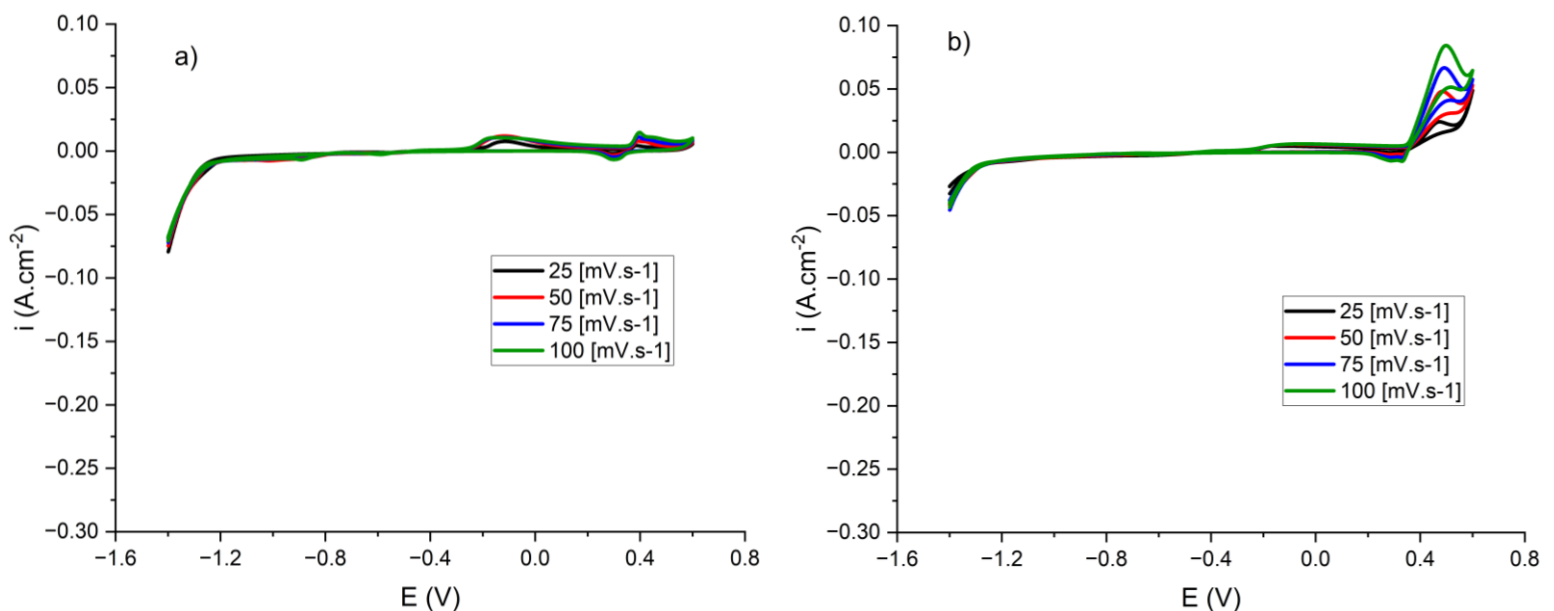 a)
0.10
0.05
0.00
−0.05
−0.10
−0.15
−0.20
−0.25
−0.30
i (A.cm-2)
25 [mV.s-1]
50 [mV.s-1]
75 [mV.s-1]
100 [mV.s-1]
−1.6 −1.2 −0.8 −0.4 0.0 0.4 0.8
E (V)
b)
0.10
0.05
0.00
−0.05
−0.10
−0.15
−0.20
−0.25
−0.30
i (A.cm-2)
25 [mV.s-1]
50 [mV.s-1]
75 [mV.s-1]
100 [mV.s-1]
−1.6 −1.2 −0.8 −0.4 0.0 0.4 0.8
E (V)